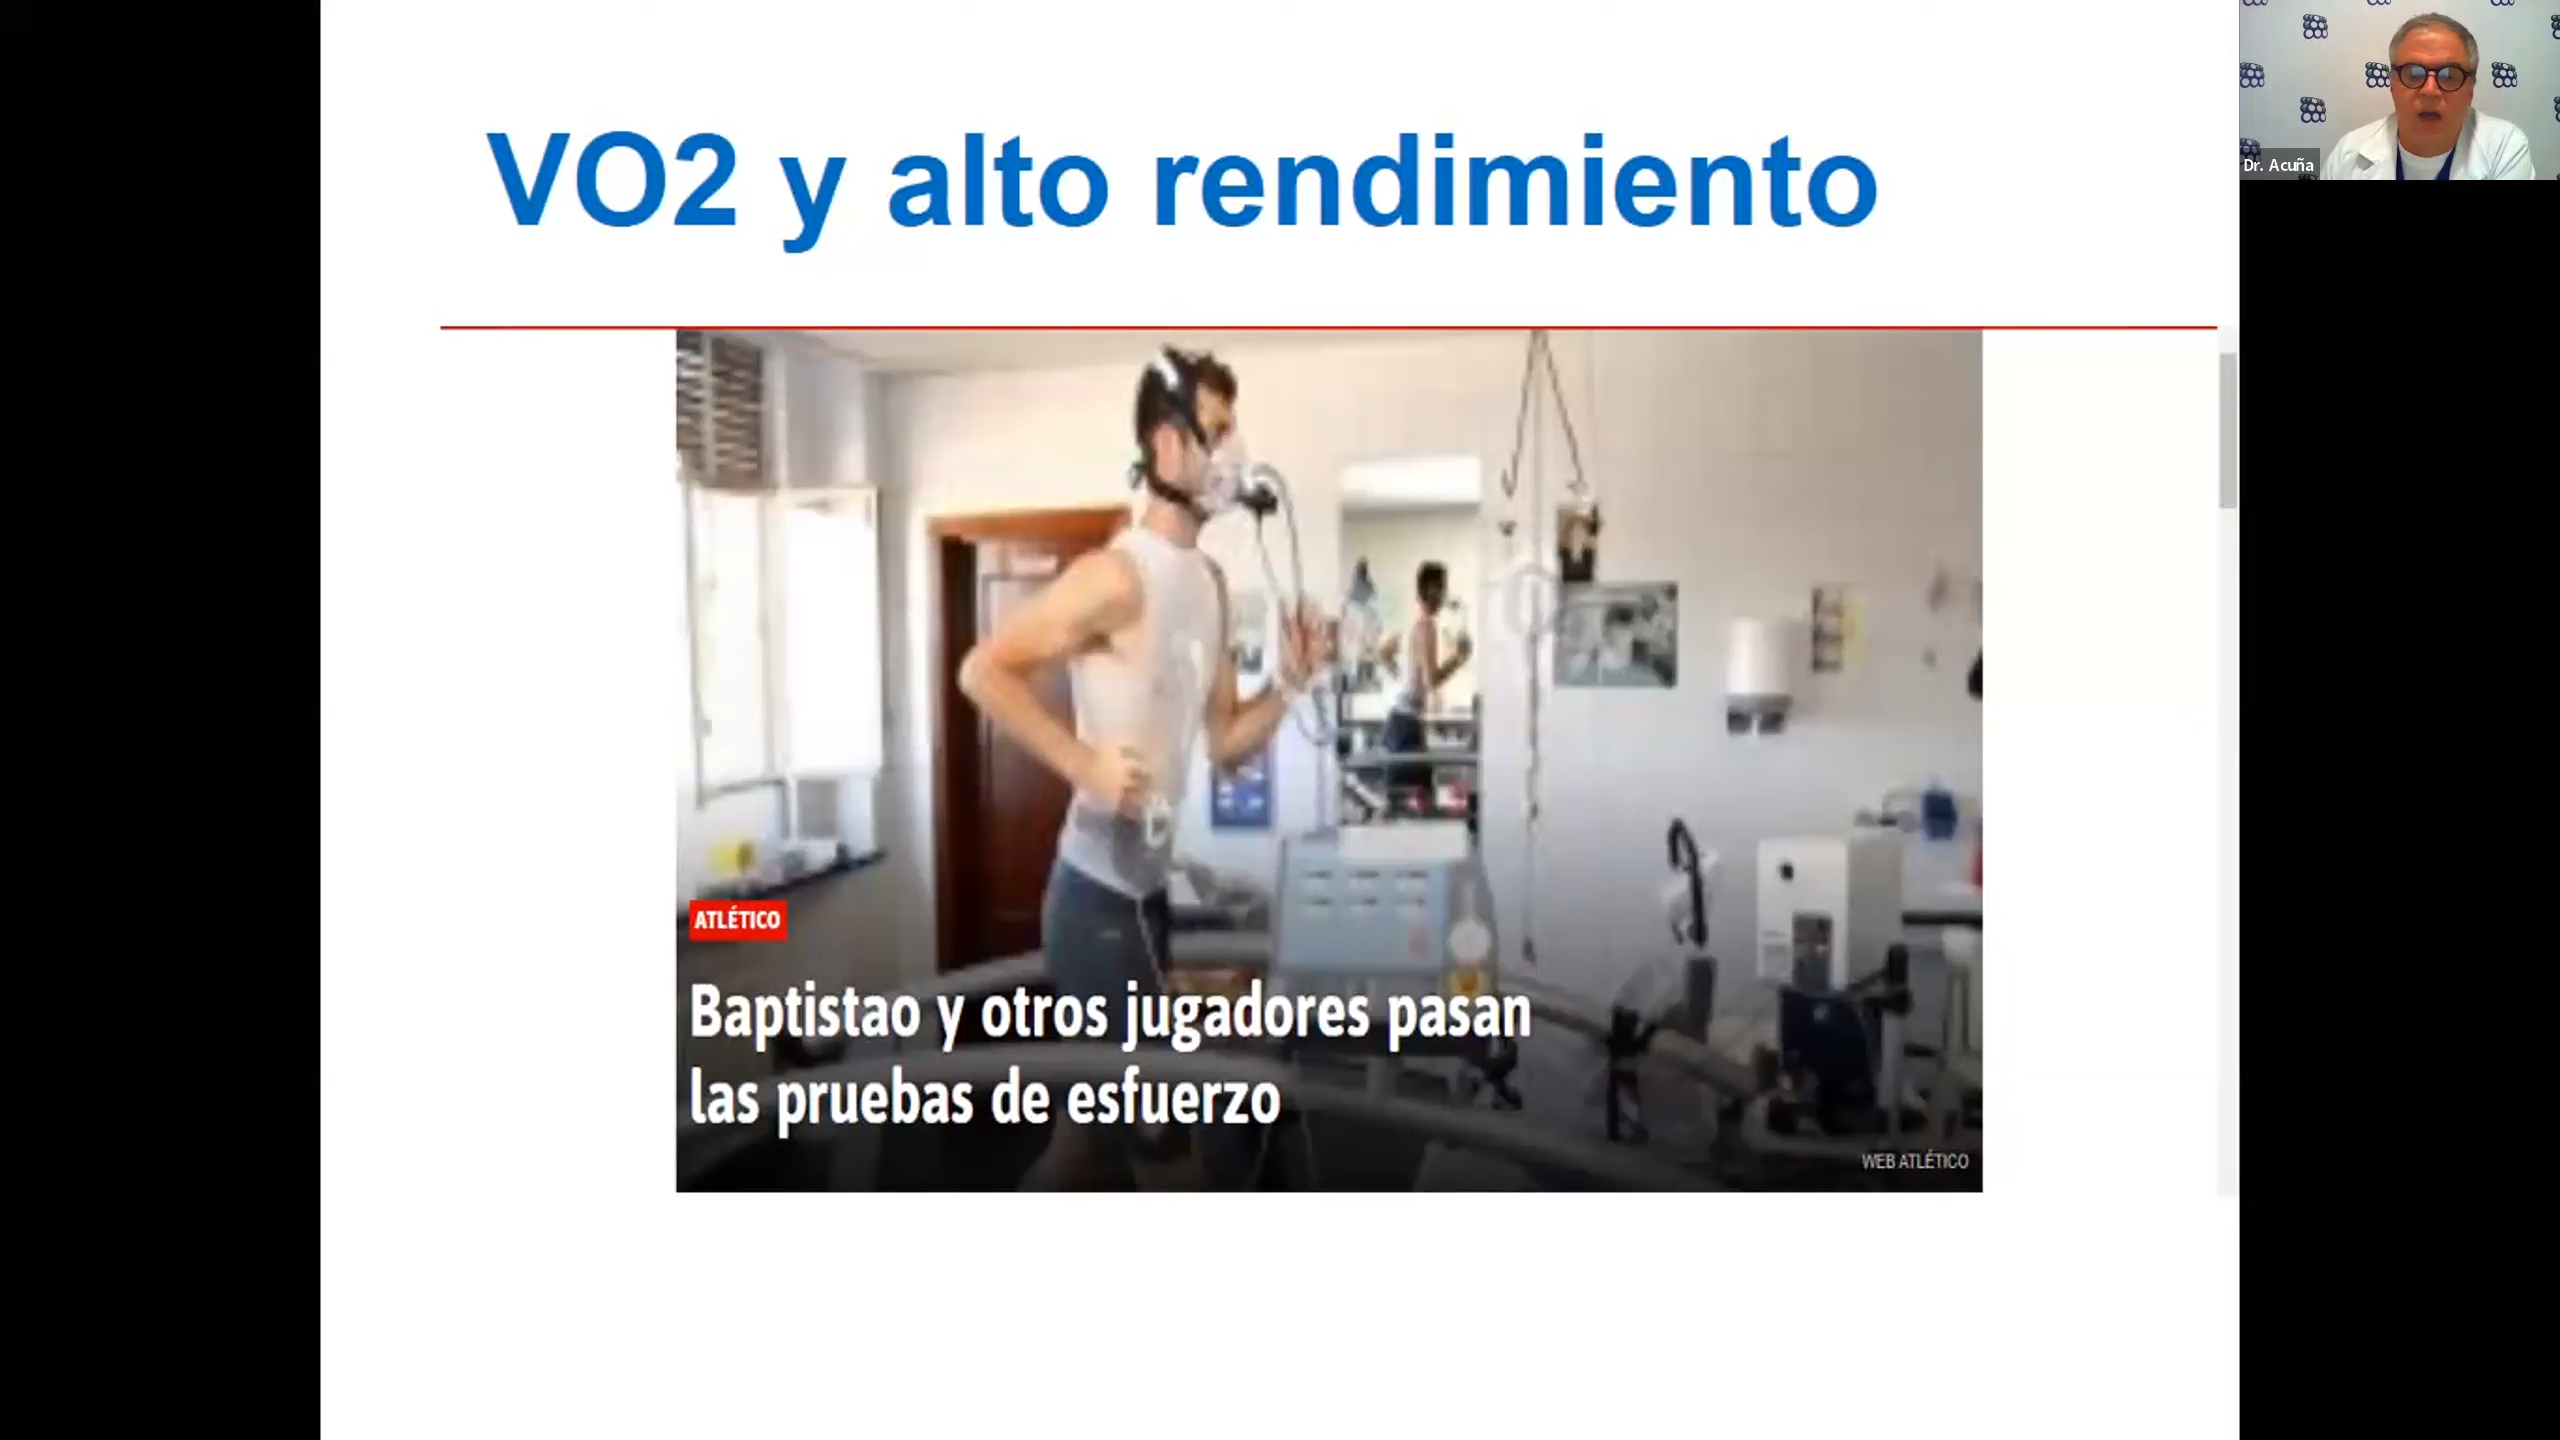 VO2 y alto rendimiento
Dr. Acuña
ATLÉTICO
Baptistao y otros jugadores pasan
las pruebas de esfuerzo
WEB ATLÉTICO